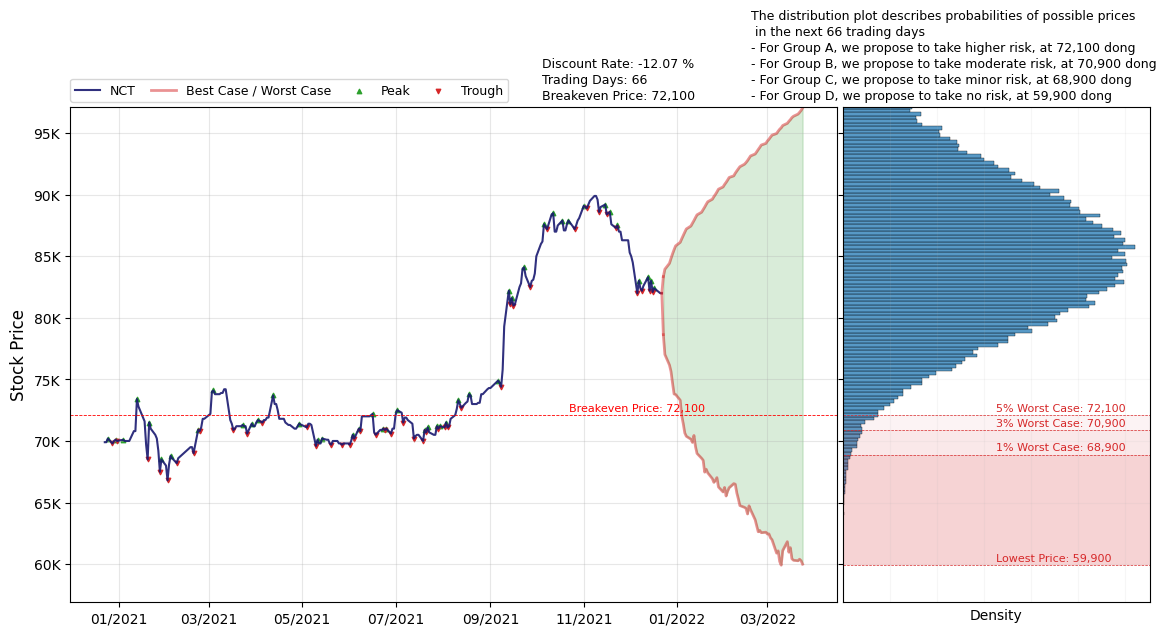 The distribution plot describes probabilities of possible prices
in the next 66 trading days
- For Group A, we propose to take higher risk, at 72,100 dong
- For Group B, we propose to take moderate risk, at 70,900 dong
- For Group C, we propose to take minor risk, at 68,900 dong
- For Group D, we propose to take no risk, at 59,900 dong
Discount Rate: -12.07 %
Trading Days: 66
Breakeven Price: 72,100
NCT
Best Case / Worst Case
Peak
Trough
Stock Price
95K
90K
85K
80K
75K
70K
65K
60K
Breakeven Price: 72,100
5% Worst Case: 72,100
3% Worst Case: 70,900
1% Worst Case: 68,900
Lowest Price: 59,900
01/2021
03/2021
05/2021
07/2021
09/2021
11/2021
01/2022
03/2022
Density